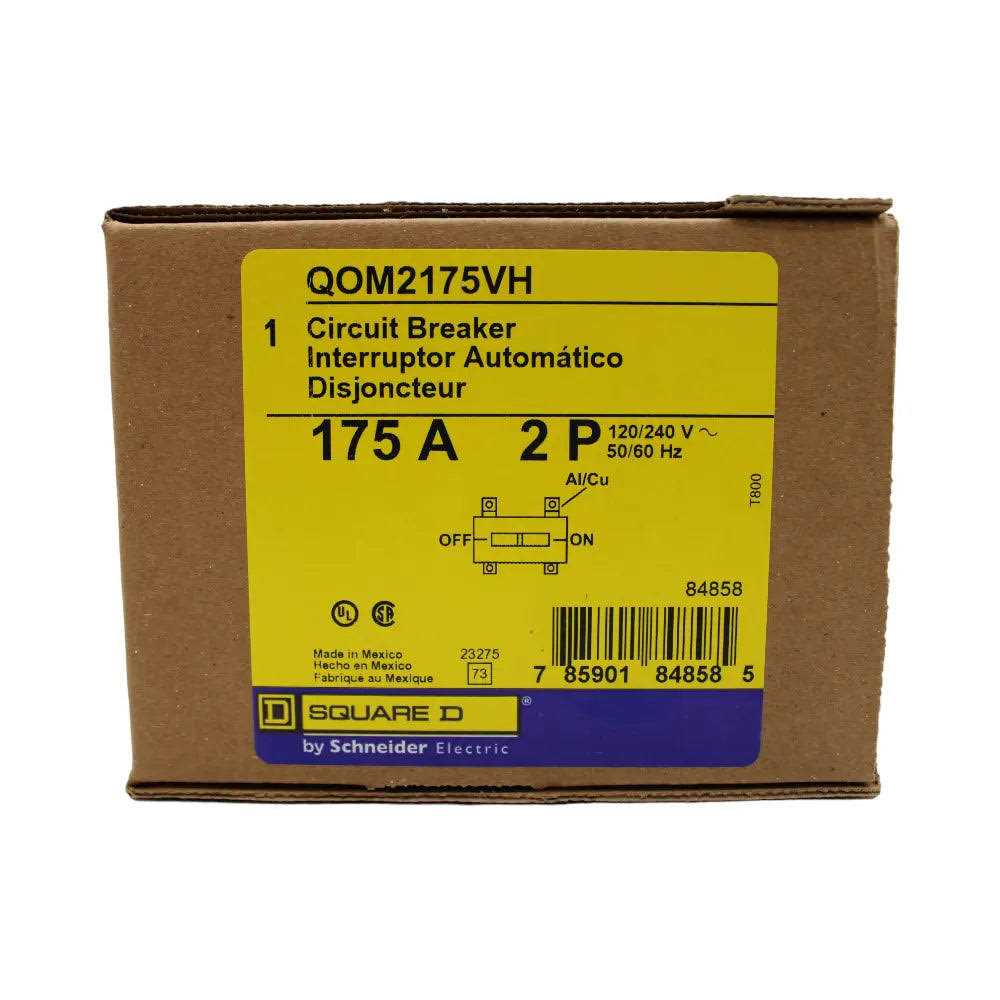 QOM2175VH
1 Circuit Breaker
Interruptor Automático
Disjoncteur
175 A 2 P 120/240 V ~
50/60 Hz
Al/Cu
OFF ON
T800
84858
UL SA
Made in Mexico
Hecho en Mexico
Fabrique au Mexique
23275
73
7 85901 84858 5
D SQUARE D ®
by Schneider Electric